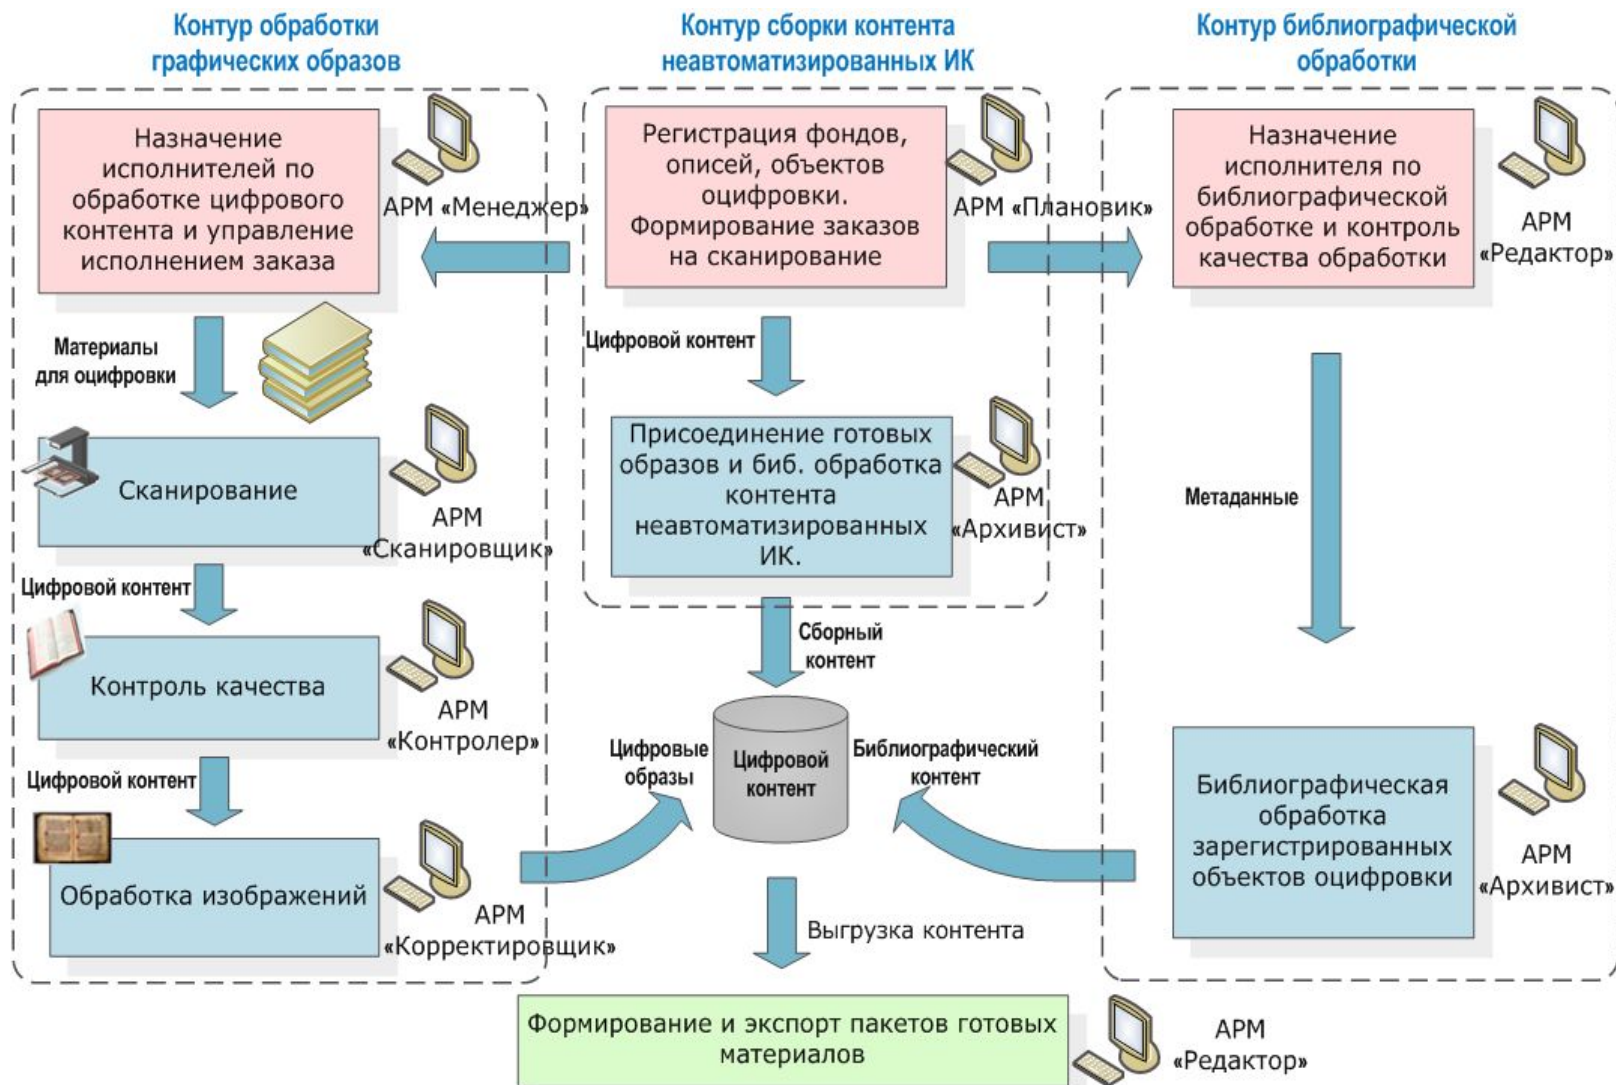 Контур обработки
графических образов
Контур сборки контента
неавтоматизированных ИК
Контур библиографической
обработки
Назначение
исполнителей по
обработке цифрового
контента и управление
исполнением заказа
АРМ «Менеджер»
Регистрация фондов,
описей, объектов
оцифровки.
Формирование заказов
на сканирование
АРМ «Плановик»
Назначение
исполнителя по
библиографической
обработке и контроль
качества обработки
АРМ
«Редактор»
Материалы
для оцифровки
Цифровой контент
Сканирование
АРМ
«Сканировщик»
Присоединение готовых
образов и биб. обработка
контента
неавтоматизированных
ИК.
АРМ
«Архивист»
Метаданные
Цифровой контент
Контроль качества
АРМ
«Контролер»
Сборный
контент
Цифровой контент
Цифровые
образы
Цифровой
контент
Библиографический
контент
Библиографическая
обработка
зарегистрированных
объектов оцифровки
АРМ
«Архивист»
Обработка изображений
АРМ
«Корректировщик»
Выгрузка контента
Формирование и экспорт пакетов готовых
материалов
АРМ
«Редактор»